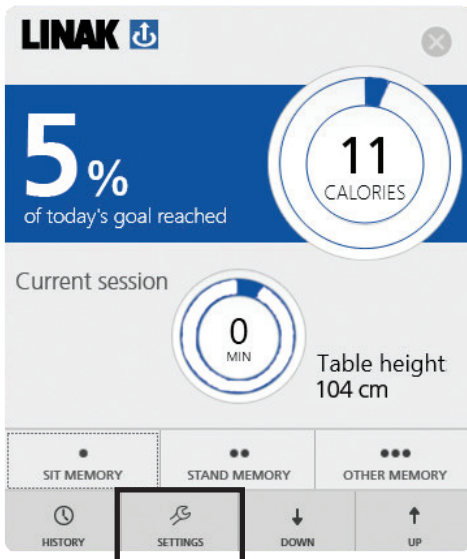 LINAK
5%
of today's goal reached
11
CALORIES
Current session
0
MIN
Table height
104 cm
SIT MEMORY
STAND MEMORY
OTHER MEMORY
HISTORY
SETTINGS
DOWN
UP